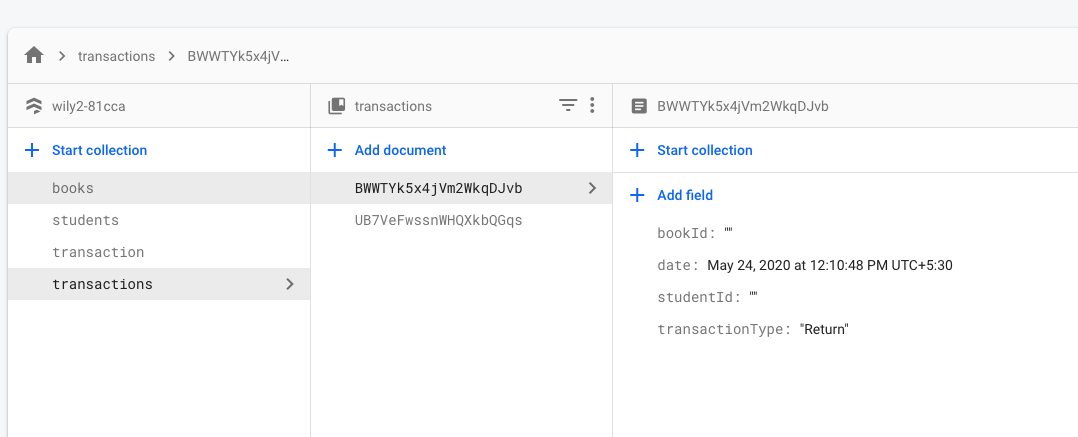 transactions
BWWTYk5x4jV...
wily2-81cca
Start collection
books
students
transaction
transactions
transactions
Add document
BWWTYk5x4jVm2WkqDJvb
UB7VeFwssnWHQXkbQGqs
BWWTYk5x4jVm2WkqDJvb
Start collection
Add field
bookId: ""
date: May 24, 2020 at 12:10:48 PM UTC+5:30
studentId: ""
transactionType: "Return"